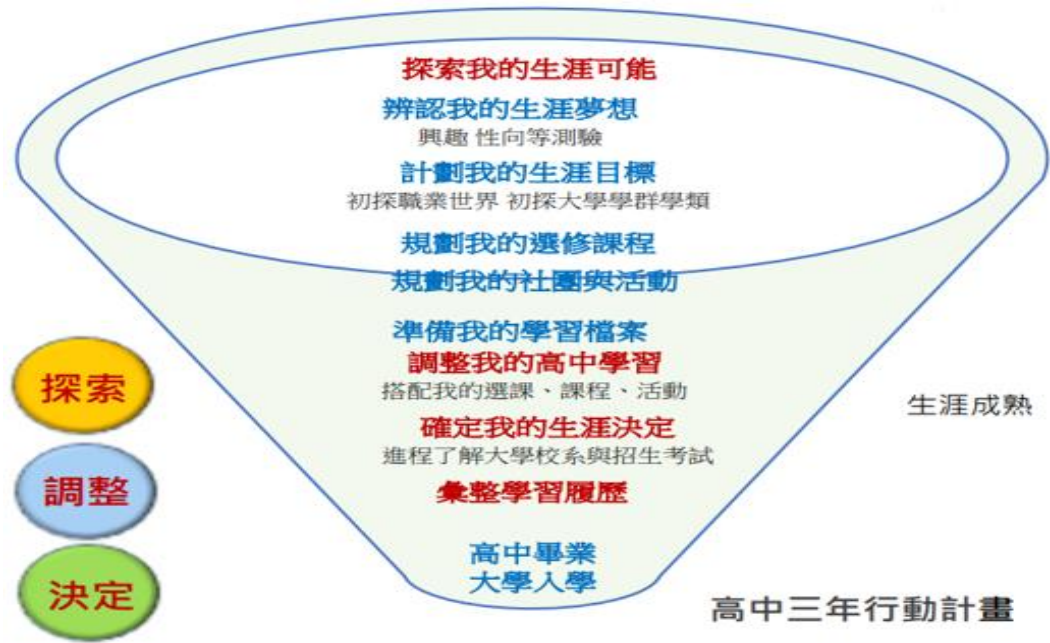 探索我的生涯可能
辨認我的生涯夢想
興趣 性向等測驗
計劃我的生涯目標
初探職業世界 初探大學學群學類
規劃我的選修課程
規劃我的社團與活動
準備我的學習檔案
調整我的高中學習
搭配我的選課、課程、活動
確定我的生涯決定
進程了解大學校系與招生考試
彙整學習履歷
高中畢業
大學入學
探索
調整
決定
生涯成熟
高中三年行動計畫